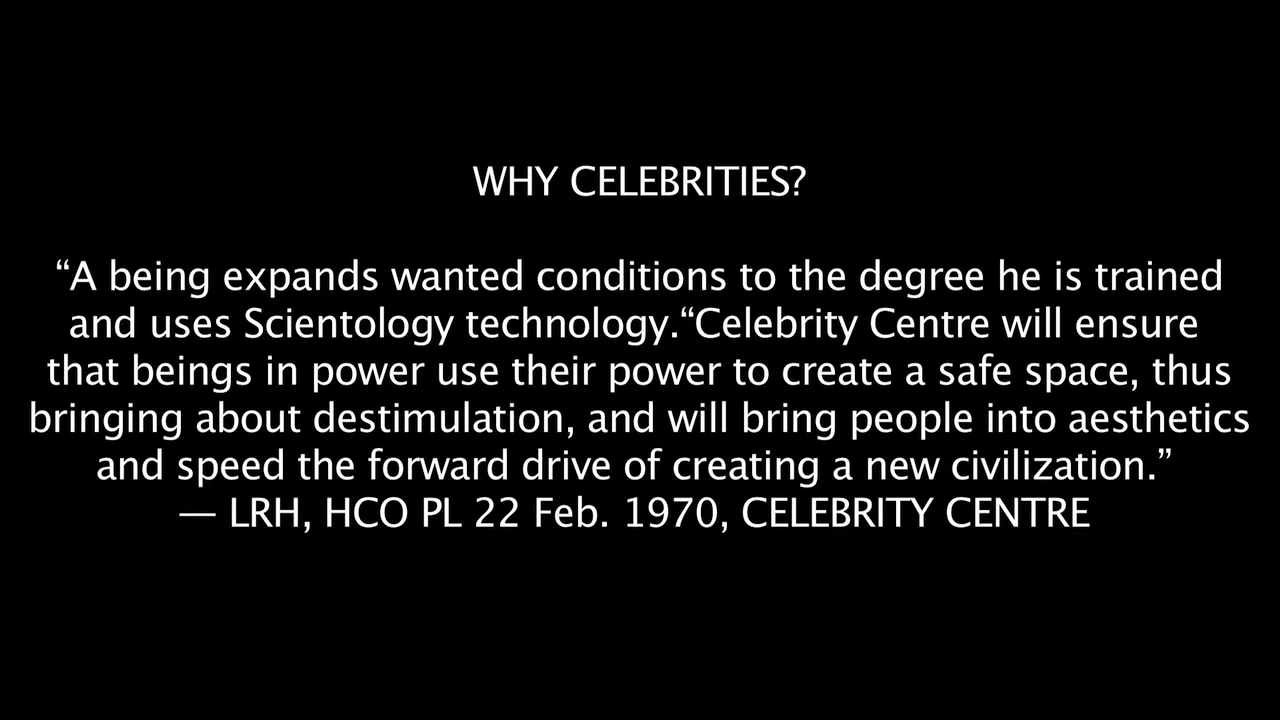 WHY CELEBRITIES?
“A being expands wanted conditions to the degree he is trained
and uses Scientology technology.“Celebrity Centre will ensure
that beings in power use their power to create a safe space, thus
bringing about destimulation, and will bring people into aesthetics
and speed the forward drive of creating a new civilization.”
— LRH, HCO PL 22 Feb. 1970, CELEBRITY CENTRE